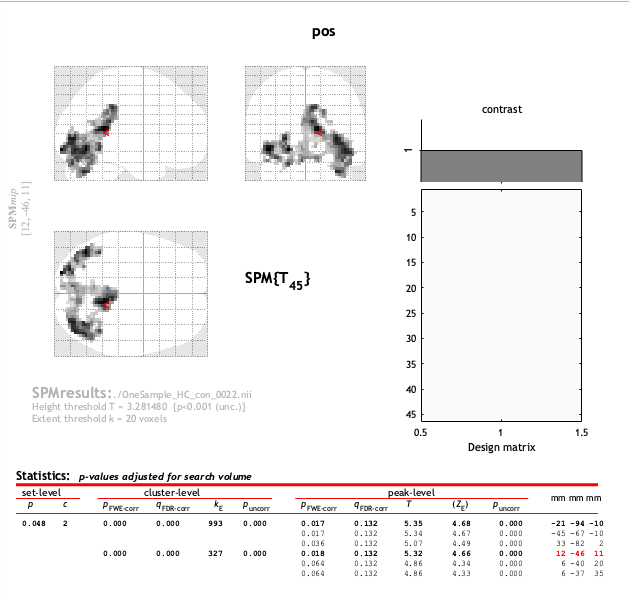 pos
contrast
1
SPMmip
[12, -46, 11]
SPM{T45}
5
10
15
20
25
30
35
40
45
0.5 1 1.5
Design matrix
SPMresults: ./OneSample_HC_con_0022.nii
Height threshold T = 3.281480 {p<0.001 (unc.)}
Extent threshold k = 20 voxels
Statistics: p-values adjusted for search volume
set-level cluster-level peak-level mm mm mm
p c pFWE-corr qFDR-corr kE puncorr pFWE-corr qFDR-corr T (ZE) puncorr
0.048 2 0.000 0.000 993 0.000 0.017 0.132 5.35 4.68 0.000 -21 -94 -10
0.017 0.132 5.34 4.67 0.000 -45 -67 -10
0.036 0.132 5.07 4.49 0.000 33 -82 2
0.000 0.000 327 0.000 0.018 0.132 5.32 4.66 0.000 12 -46 11
0.064 0.132 4.86 4.34 0.000 6 -40 20
0.064 0.132 4.86 4.33 0.000 6 -37 35